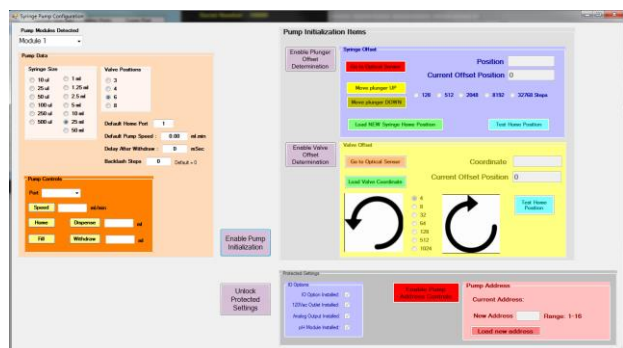 Syringe Pump Configuration
Pump Modules Detected
Module 1
Pump Data
Syringe Size
10 ul
25 ul
50 ul
100 ul
250 ul
500 ul
1 ml
1.25 ml
2.5 ml
5 ml
10 ml
25 ml
50 ml
Valve Positions
3
4
6
8
Default Home Port 1
Default Pump Speed : 0.00 ml.min
Delay After Withdraw : 0 mSec
Backlash Steps 0 Default = 0
Pump Controls
Port
Speed ml/min
Home Dispense ml
Fill Withdraw ml
Enable Pump
Initialization
Unlock
Protected
Settings
Pump Initialization Items
Enable Plunger
Offset
Determination
Syringe Offset
Go to Optical Sensor
Position
Current Offset Position 0
Move plunger UP
Move plunger DOWN
128 512 2048 8192 32768 Steps
Load NEW Syringe Home Position
Test Home Position
Enable Valve
Offset
Determination
Valve Offset
Go to Optical Sensor
Coordinate
Load Valve Coordinate
Current Offset Position 0
4
8
32
64
128
512
1024
Test Home
Position
Protected Settings
IO Options
IO Option Installed
120Vac Outlet Installed
Analog Output Installed
pH Module Installed
Enable Pump
Address Controls
Pump Address
Current Address:
New Address Range: 1-16
Load new address